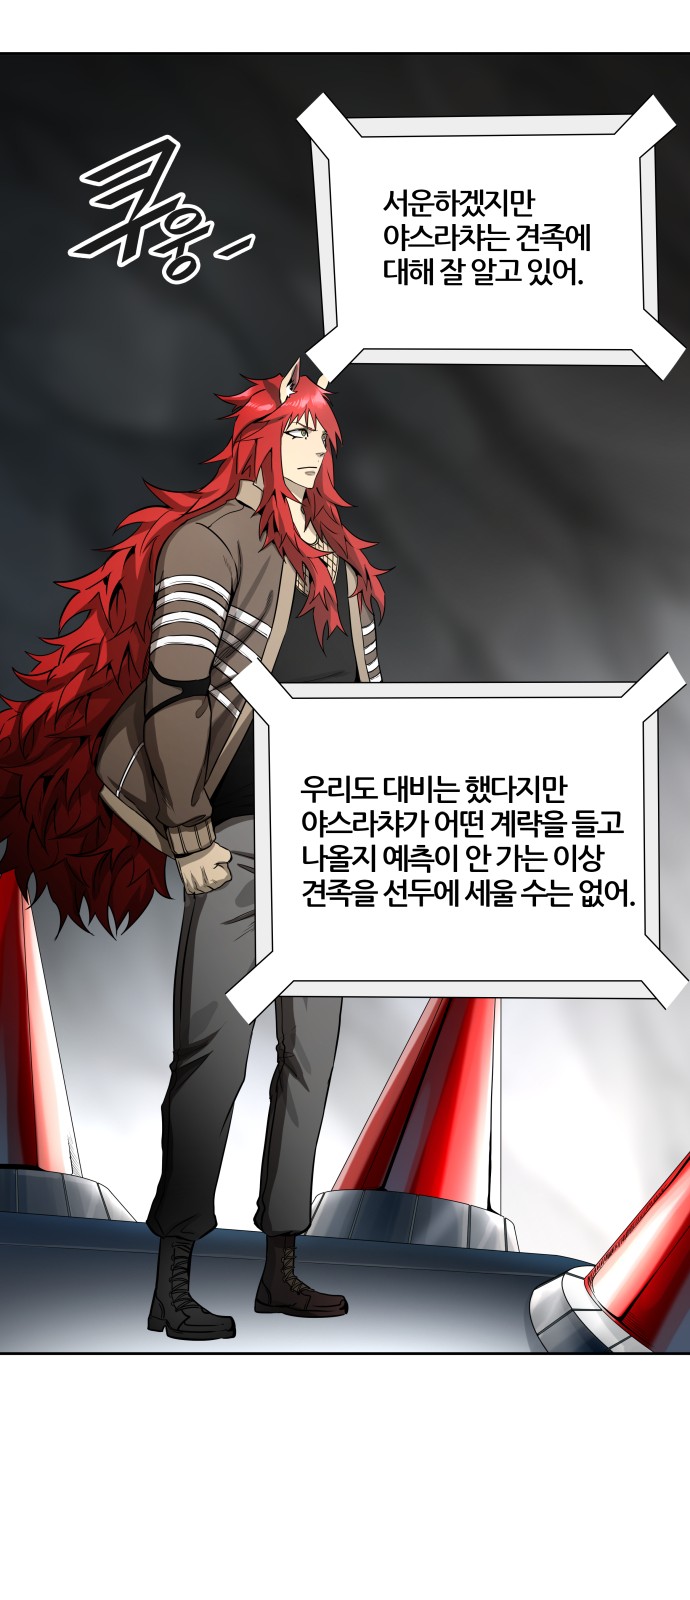 쿠웅-
서운하겠지만
야스라챠는 견족에
대해 잘 알고 있어.
우리도 대비는 했다지만
야스라챠가 어떤 계략을 들고
나올지 예측이 안 가는 이상
견족을 선두에 세울 수는 없어.